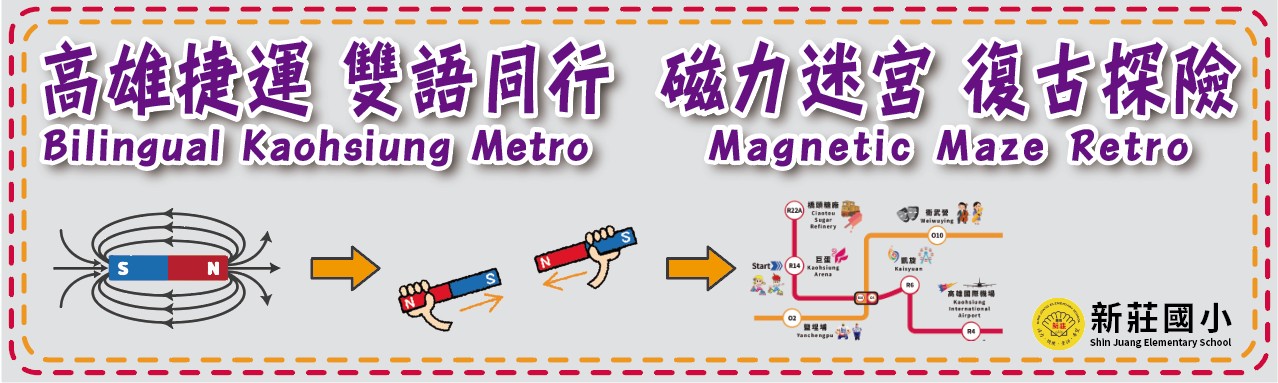 高雄捷運 雙語同行
Bilingual Kaohsiung Metro
磁力迷宮 復古探險
Magnetic Maze Retro
S N
N S
N S
R22A
橋頭糖廠
Ciaotou
Sugar
Refinery
衛武營
Weiwuying
O10
Start
R14
巨蛋
Kaohsiung
Arena
凱旋
Kaisyuan
R6
高雄國際機場
Kaohsiung
International
Airport
O2
鹽埕埔
Yanchengpu
R4
新莊國小
Shin Juang Elementary School